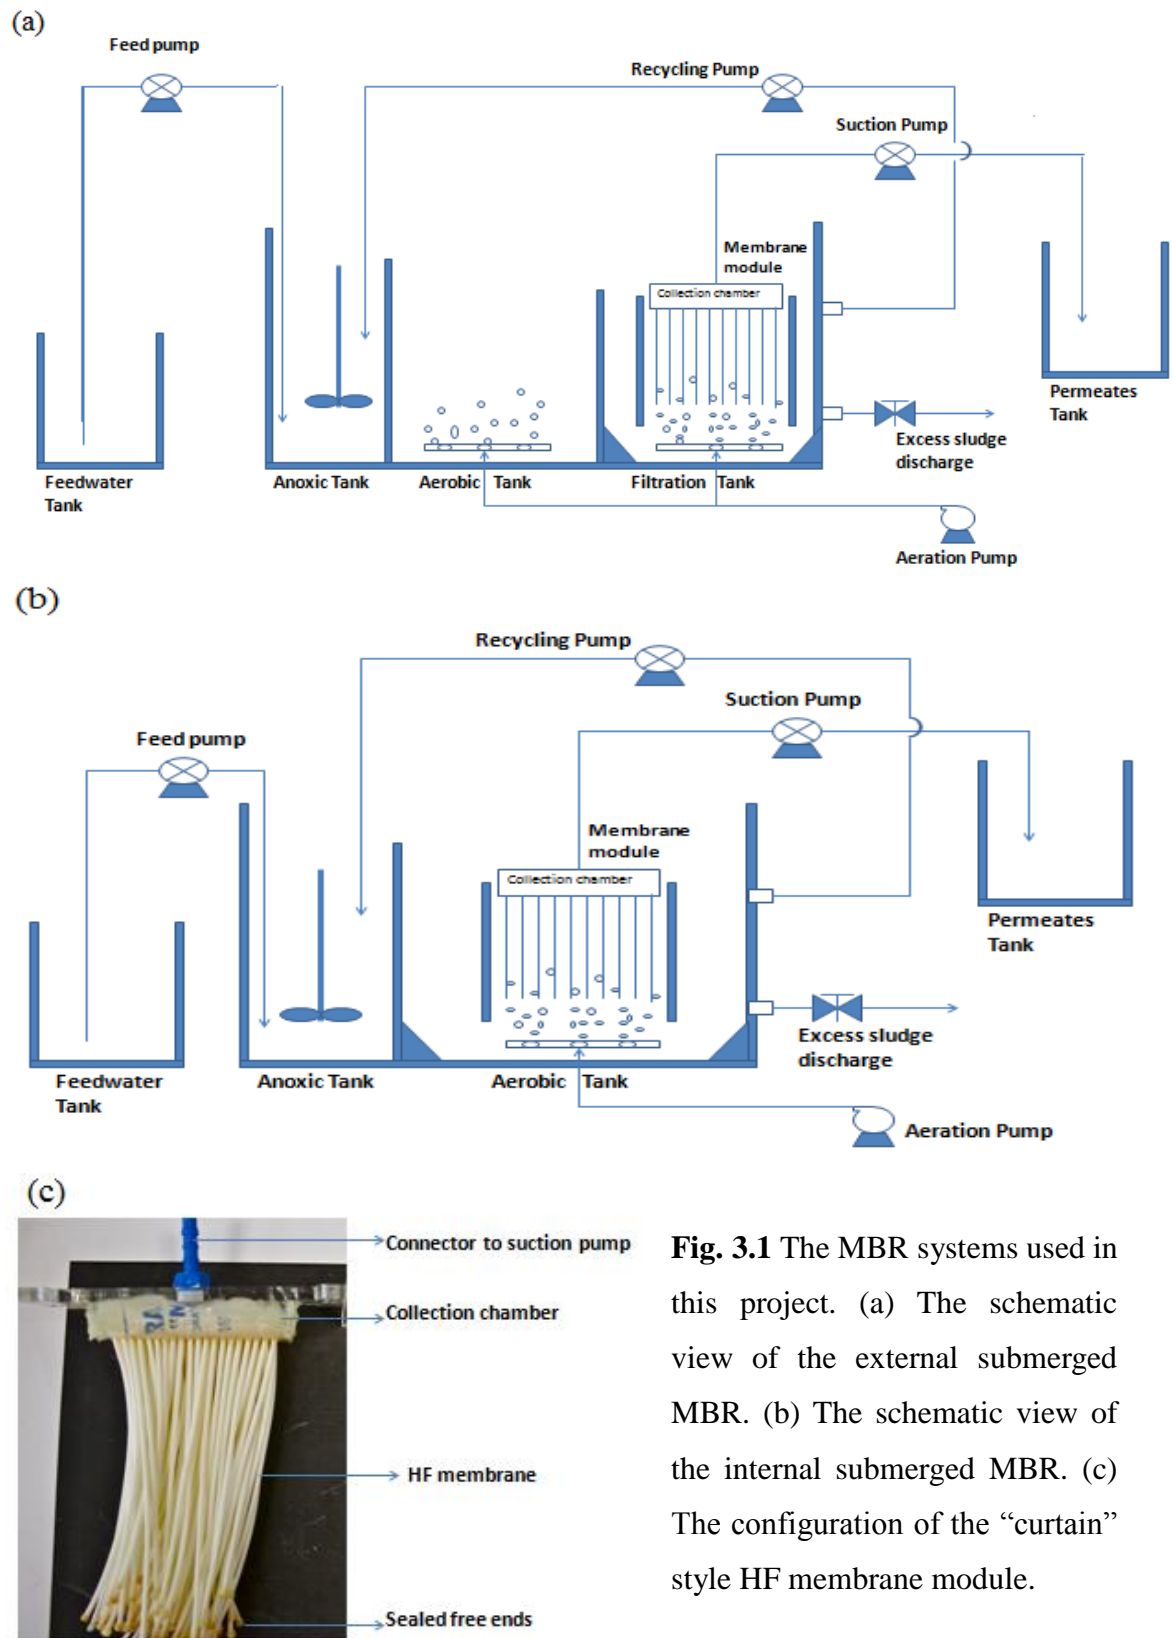 (a)
Feed pump
Recycling Pump
Suction Pump
Membrane
module
Collection chamber
Permeates
Tank
Excess sludge
discharge
Feedwater
Tank
Anoxic Tank
Aerobic Tank
Filtration Tank
Aeration Pump
(b)
Recycling Pump
Suction Pump
Feed pump
Membrane
module
Collection chamber
Permeates
Tank
Excess sludge
discharge
Feedwater
Tank
Anoxic Tank
Aerobic Tank
Aeration Pump
(c)
Connector to suction pump
Collection chamber
HF membrane
Sealed free ends
Fig. 3.1 The MBR systems used in
this project. (a) The schematic
view of the external submerged
MBR. (b) The schematic view of
the internal submerged MBR. (c)
The configuration of the “curtain”
style HF membrane module.